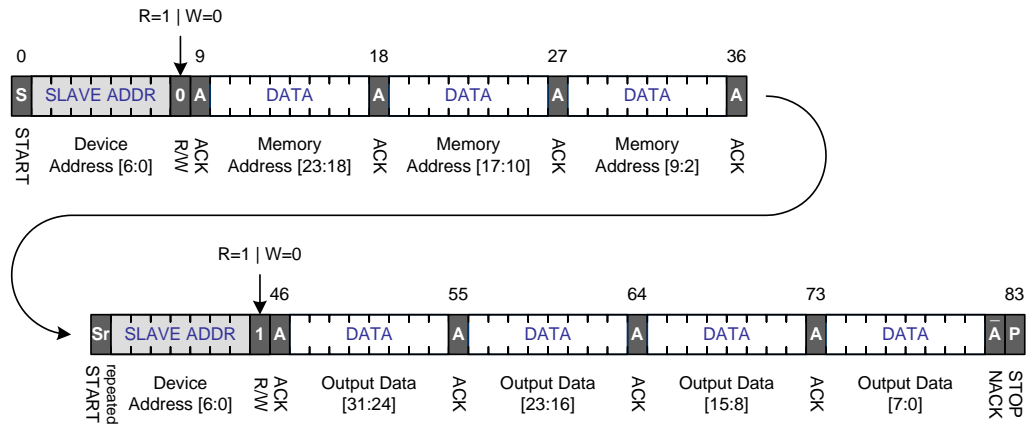 R=1 | W=0
0 9 18 27 36
S SLAVE ADDR 0 A DATA A DATA A DATA A
START Device Address [6:0] R/W ACK Memory Address [23:18] ACK Memory Address [17:10] ACK Memory Address [9:2] ACK
R=1 | W=0
46 55 64 73 83
Sr SLAVE ADDR 1 A DATA A DATA A DATA A DATA A̅ P
repeated START Device Address [6:0] R/W ACK Output Data [31:24] ACK Output Data [23:16] ACK Output Data [15:8] ACK Output Data [7:0] NACK STOP